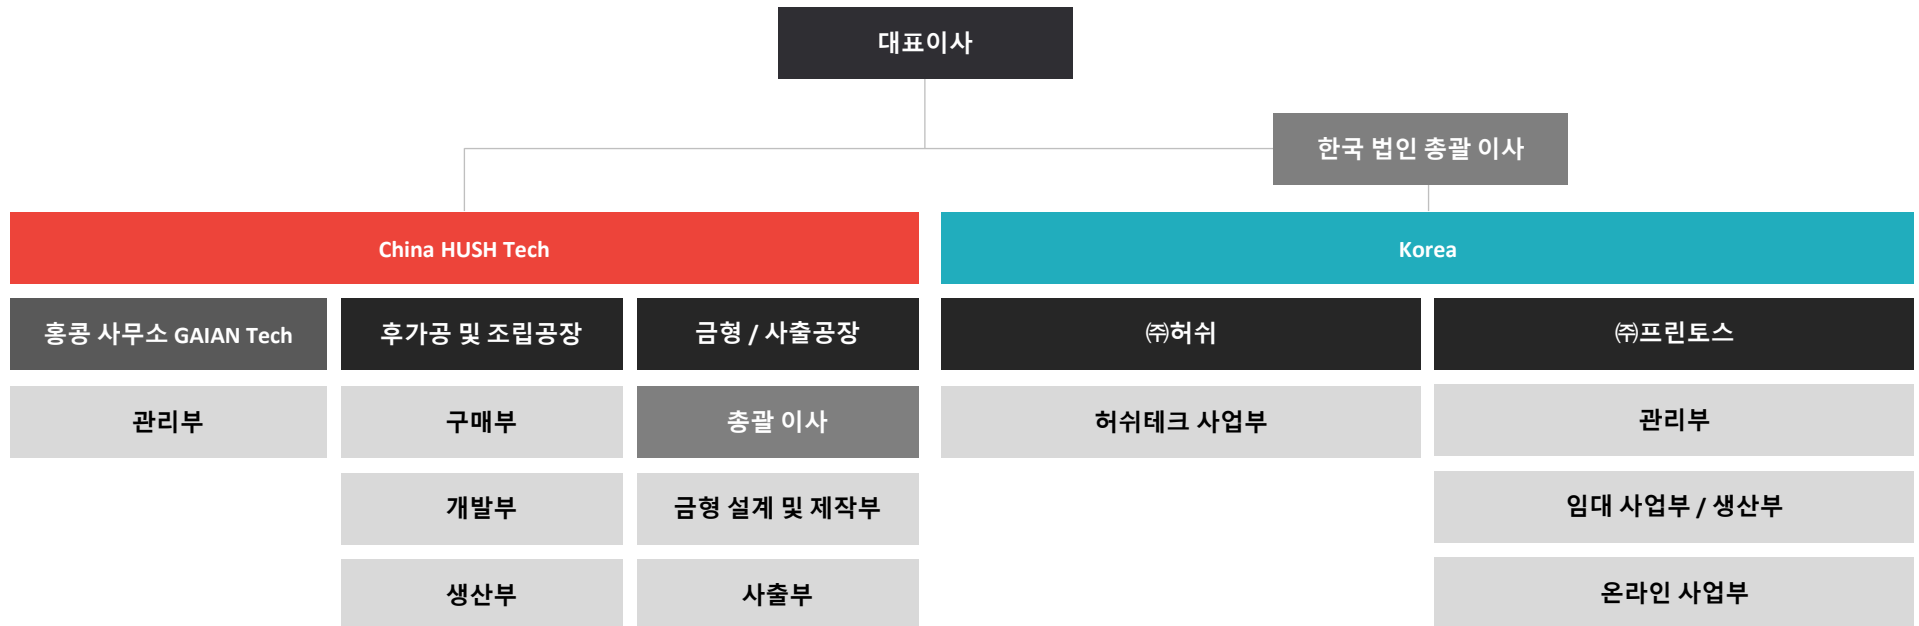 대표이사
한국 법인 총괄 이사
China HUSH Tech
Korea
홍콩 사무소 GAIAN Tech
후가공 및 조립공장
금형 / 사출공장
㈜허쉬
㈜프린토스
관리부
구매부
총괄 이사
허쉬테크 사업부
관리부
개발부
금형 설계 및 제작부
임대 사업부 / 생산부
생산부
사출부
온라인 사업부